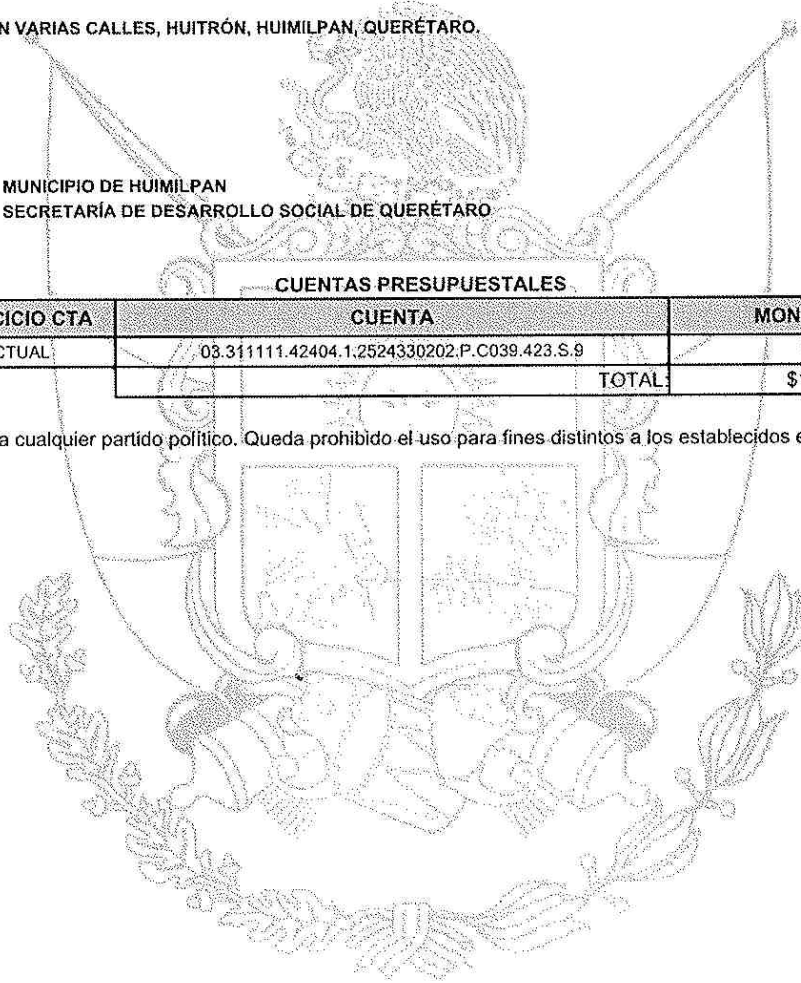 N VARIAS CALLES, HUITRÓN, HUIMILPAN, QUERÉTARO.
MUNICIPIO DE HUIMILPAN
SECRETARÍA DE DESARROLLO SOCIAL DE QUERÉTARO
CUENTAS PRESUPUESTALES
CICIO CTA CUENTA MON
CTUAL 03.311111.42404.1.2524330202.P.C039.423.S.9
TOTAL: $
a cualquier partido político. Queda prohibido el uso para fines distintos a los establecidos e